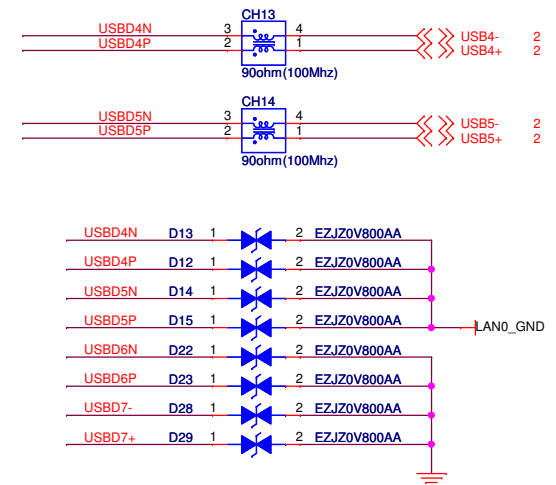 CH13
USBD4N 3 4 USB4- 2
USBD4P 2 1 USB4+ 2
90ohm(100Mhz)
CH14
USBD5N 3 4 USB5- 2
USBD5P 2 1 USB5+ 2
90ohm(100Mhz)
USBD4N D13 1 2 EZJZ0V800AA
USBD4P D12 1 2 EZJZ0V800AA
USBD5N D14 1 2 EZJZ0V800AA
USBD5P D15 1 2 EZJZ0V800AA LAN0_GND
USBD6N D22 1 2 EZJZ0V800AA
USBD6P D23 1 2 EZJZ0V800AA
USBD7- D28 1 2 EZJZ0V800AA
USBD7+ D29 1 2 EZJZ0V800AA